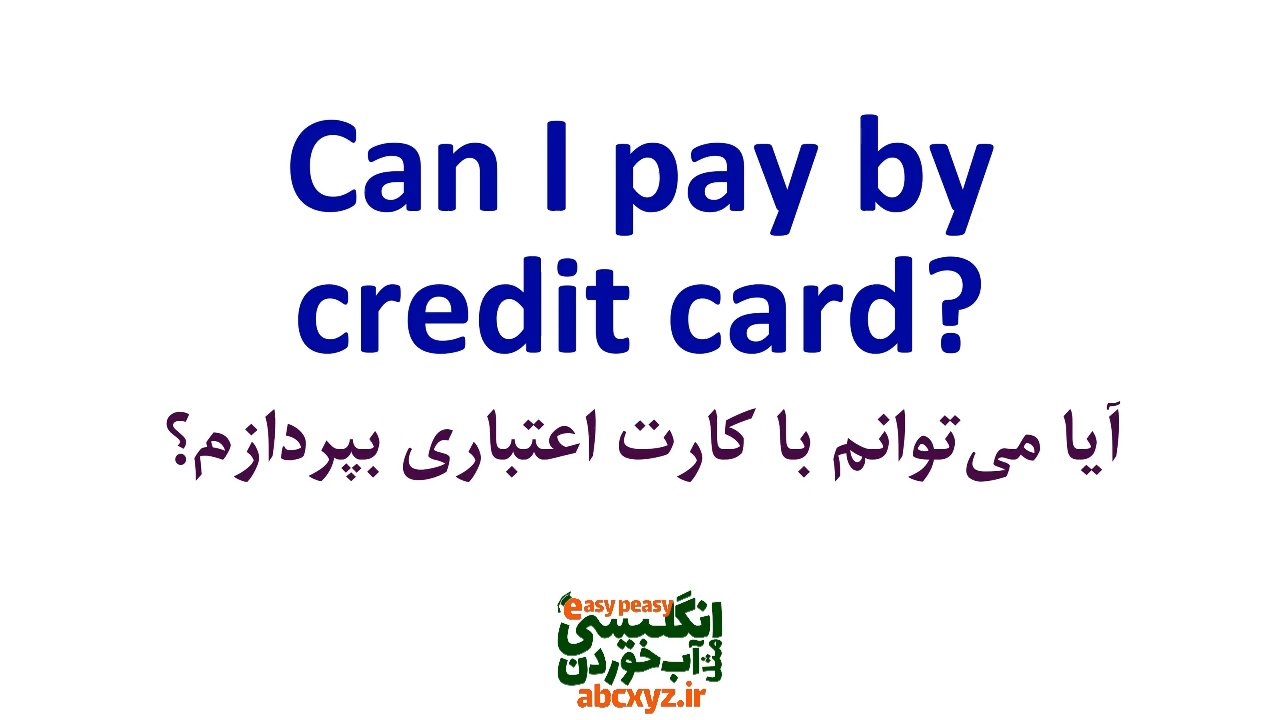 Can I pay by
credit card?
آیا می‌توانم با کارت اعتباری بپردازم؟
easy peasy
انگلیسی
مثل آب خوردن
abcxyz.ir